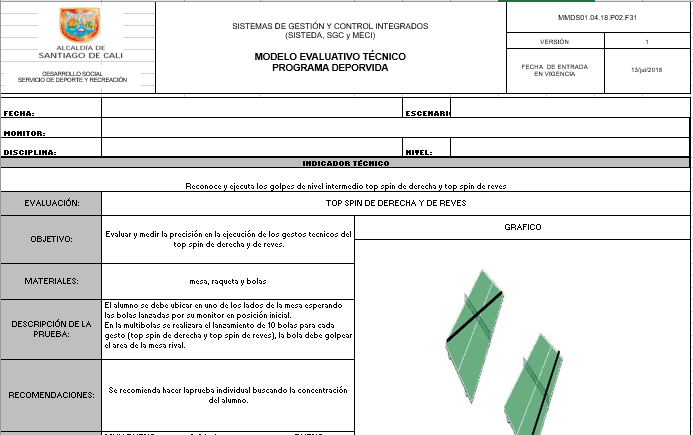 ALCALDÍA DE
SANTIAGO DE CALI
DESARROLLO SOCIAL
SERVICIO DE DEPORTE Y RECREACIÓN
SISTEMAS DE GESTIÓN Y CONTROL INTEGRADOS
(SISTEDA, SGC y MECI)
MODELO EVALUATIVO TÉCNICO
PROGRAMA DEPORVIDA
MMDS01.04.18.P02.F31
VERSIÓN
1
FECHA DE ENTRADA
EN VIGENCIA
13/jul/2018
FECHA:
ESCENARIO
MONITOR:
DISCIPLINA:
NIVEL:
INDICADOR TÉCNICO
Reconoce y ejecuta los golpes de nivel intermedio top spin de derecha y top spin de reves
EVALUACIÓN:
TOP SPIN DE DERECHA Y DE REVES
OBJETIVO:
Evaluar y medir la precisión en la ejecución de los gestos tecnicos del
top spin de derecha y de reves.
GRAFICO
MATERIALES:
mesa, raqueta y bolas
DESCRIPCIÓN DE LA
PRUEBA:
El alumno se debe ubicar en uno de los lados de la mesa esperando
las bolas lanzadas por su monitor en posición inicial.
En la multibolas se realizara el lanzamiento de 10 bolas para cada
gesto (top spin de derecha y top spin de reves), la bola debe golpear
el area de la mesa rival.
RECOMENDACIONES:
Se recomienda hacer laprueba individual buscando la concentración
del alumno.